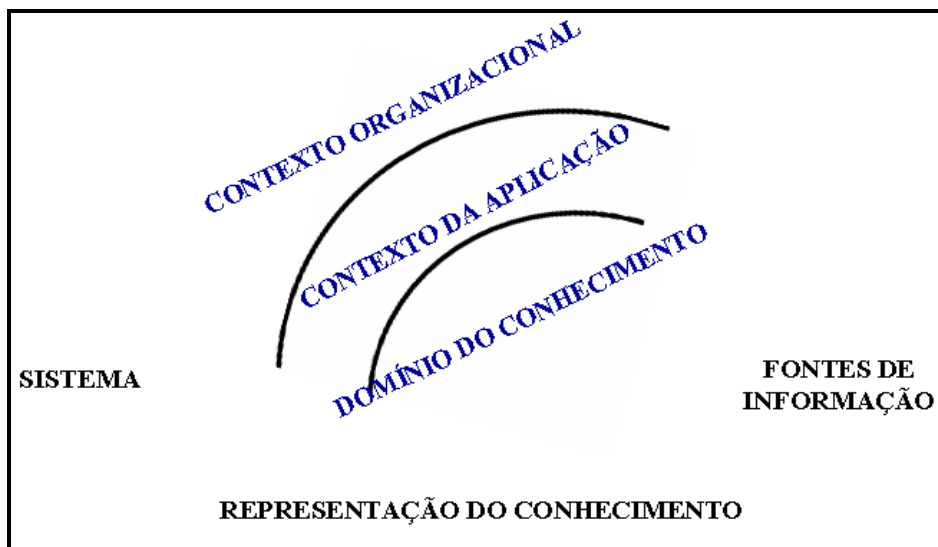 CONTEXTO ORGANIZACIONAL
CONTEXTO DA APLICAÇÃO
DOMÍNIO DO CONHECIMENTO
SISTEMA
FONTES DE
INFORMAÇÃO
REPRESENTAÇÃO DO CONHECIMENTO